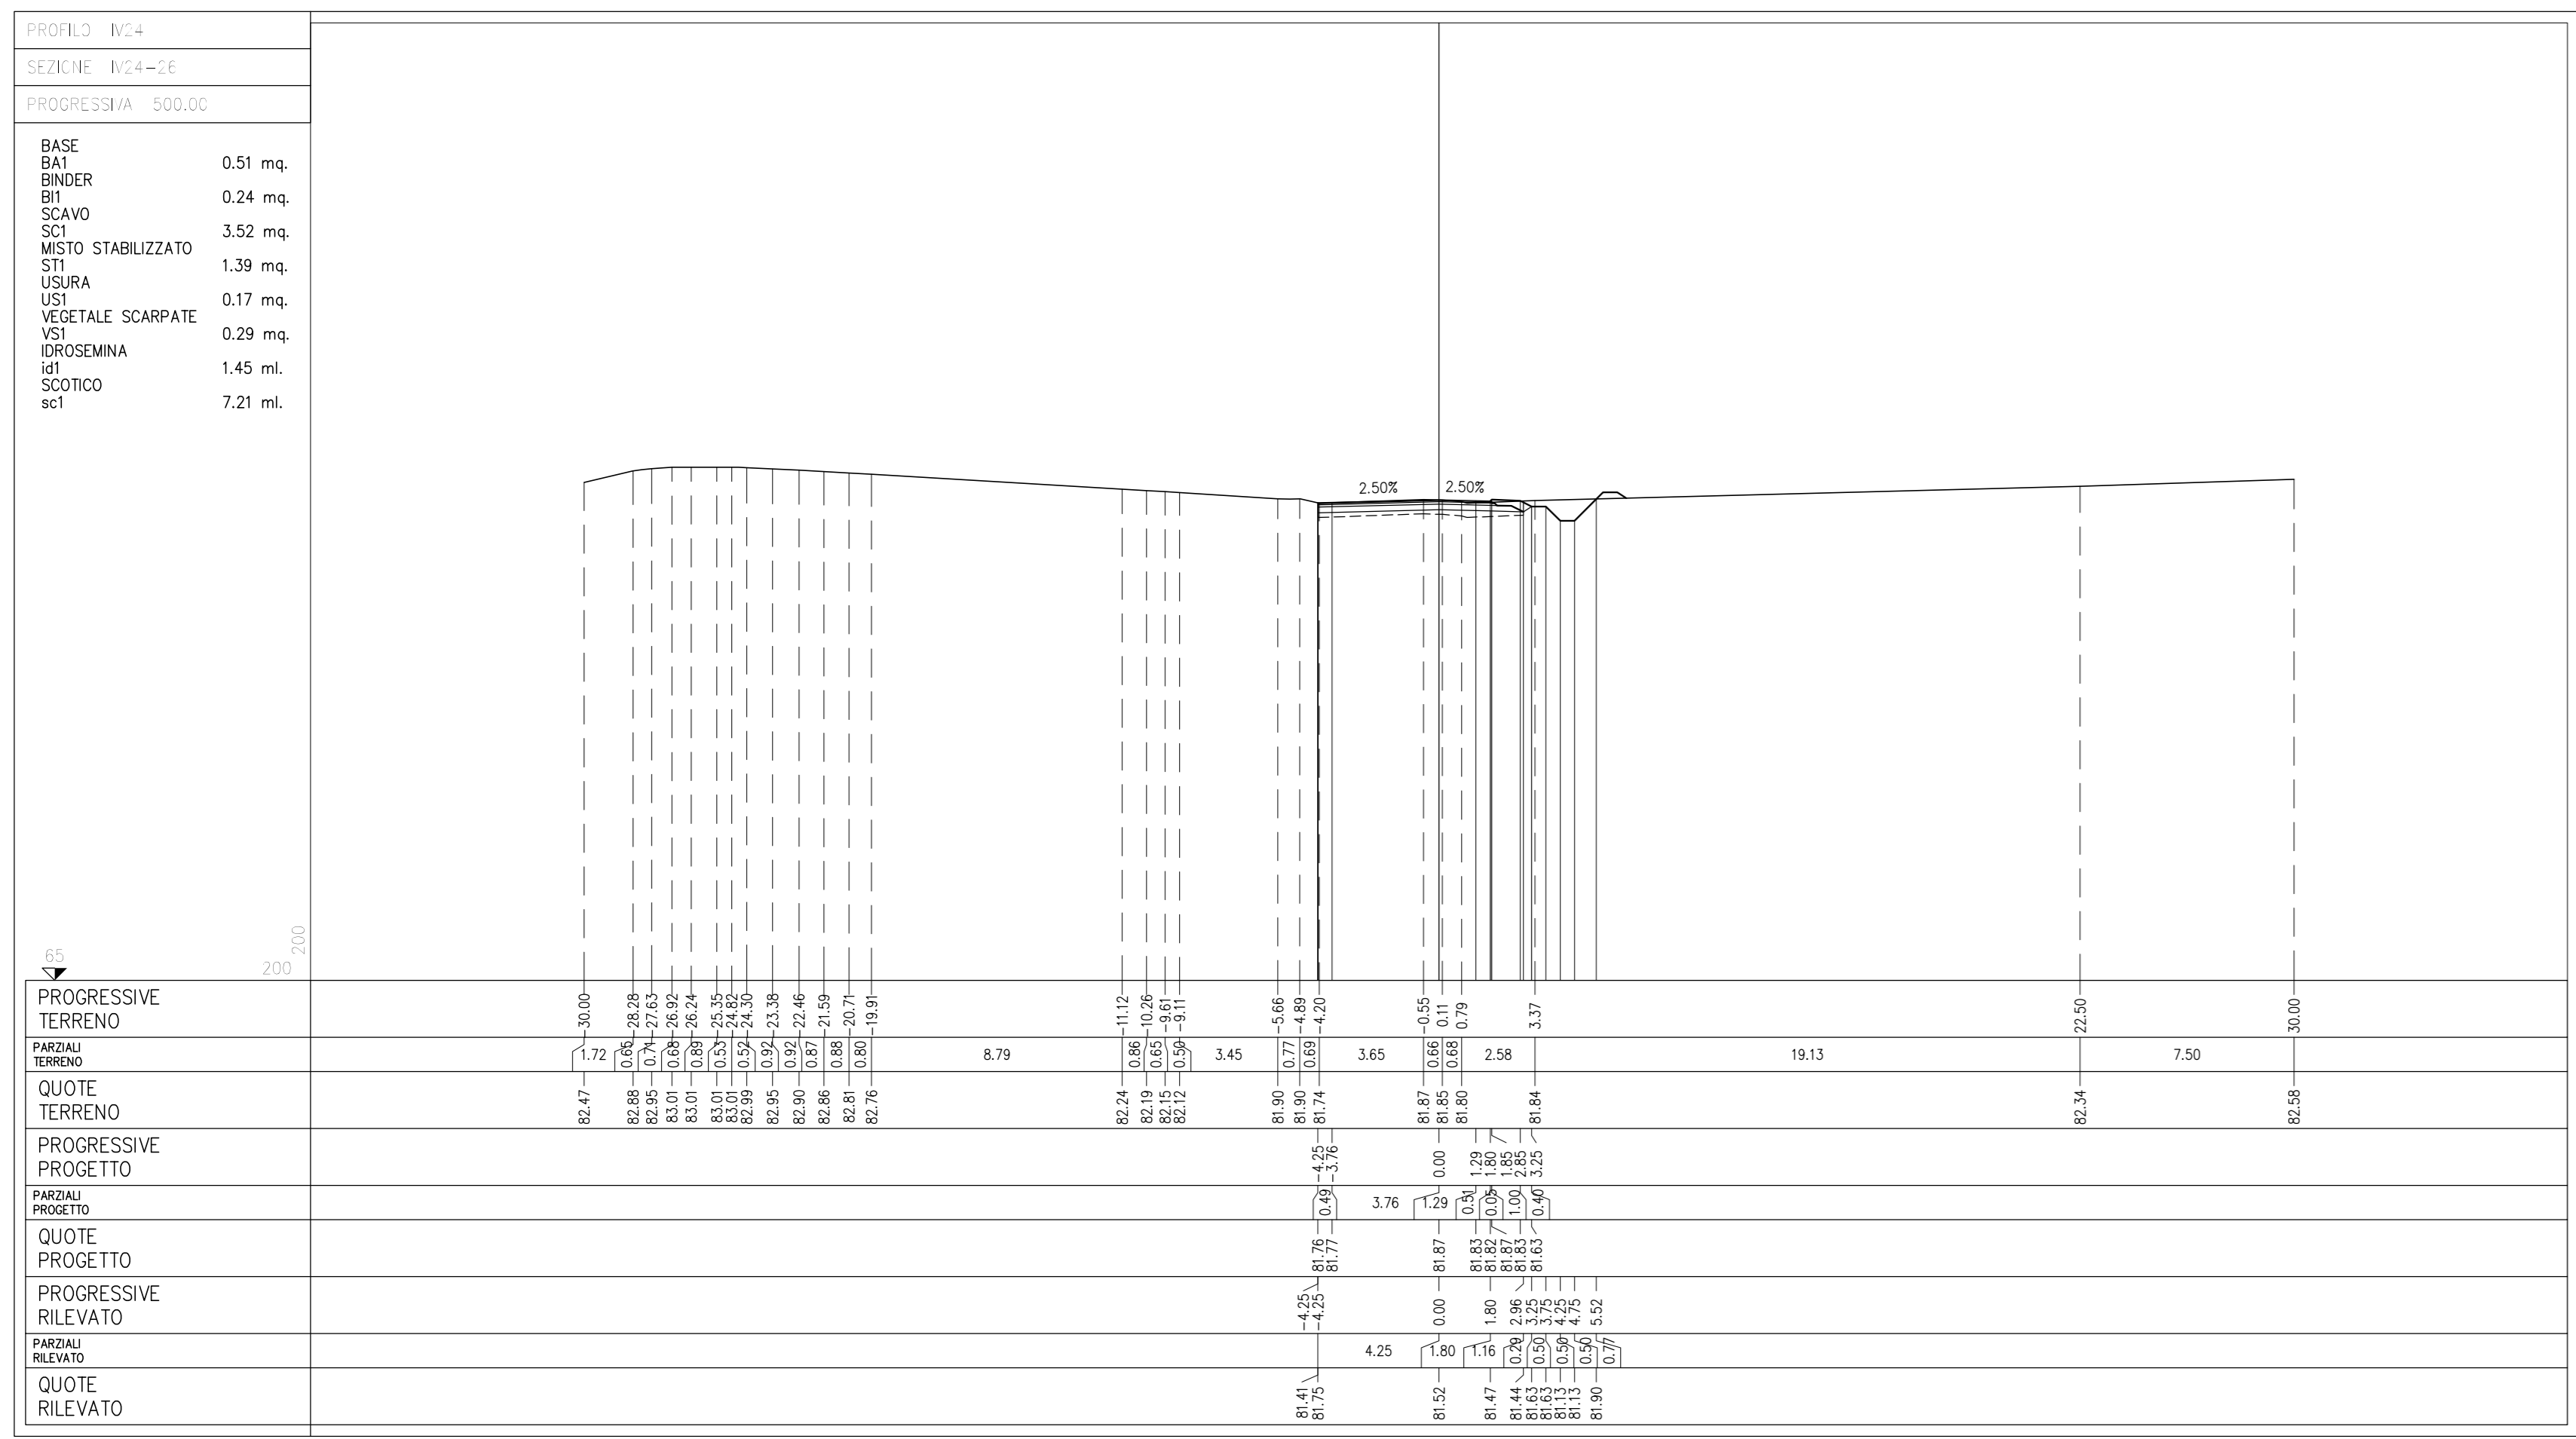 PROFILO IV24
SEZIONE IV24-26
PROGRESSIVA 500.00
BASE
BA1 0.51 mq.
BINDER
BI1 0.24 mq.
SCAVO
SC1 3.52 mq.
MISTO STABILIZZATO
ST1 1.39 mq.
USURA
US1 0.17 mq.
VEGETALE SCARPATE
VS1 0.29 mq.
IDROSEMINA
id1 1.45 ml.
SCOTICO
sc1 7.21 ml.
2.50% 2.50%
65 200 200
PROGRESSIVE
TERRENO
-30.00 -28.28 -27.63 -26.92 -26.24 -25.35 -24.82 -24.30 -23.38 -22.46 -21.59 -20.71 -19.91 -11.12 -10.26 -9.61 -9.11 -5.66 -4.89 -4.20 -0.55 0.11 0.79 3.37 22.50 30.00
PARZIALI
TERRENO
1.72 0.65 0.71 0.68 0.89 0.53 0.52 0.92 0.92 0.87 0.88 0.80 8.79 0.86 0.65 0.50 3.45 0.77 0.69 3.65 0.66 0.68 2.58 19.13 7.50
QUOTE
TERRENO
82.47 82.88 82.95 83.01 83.01 83.01 83.01 82.99 82.95 82.90 82.86 82.81 82.76 82.24 82.19 82.15 82.12 81.90 81.90 81.74 81.87 81.85 81.80 81.84 82.34 82.58
PROGRESSIVE
PROGETTO
-4.25 -3.76 0.00 1.29 1.80 1.85 2.85 3.25
PARZIALI
PROGETTO
0.49 3.76 1.29 0.51 0.05 1.00 0.40
QUOTE
PROGETTO
81.76 81.77 81.87 81.83 81.82 81.87 81.83 81.63
PROGRESSIVE
RILEVATO
-4.25 -4.25 0.00 1.80 2.96 3.25 3.75 4.25 4.75 5.52
PARZIALI
RILEVATO
4.25 1.80 1.16 0.29 0.50 0.50 0.50 0.77
QUOTE
RILEVATO
81.41 81.75 81.52 81.47 81.44 81.63 81.63 81.13 81.13 81.90